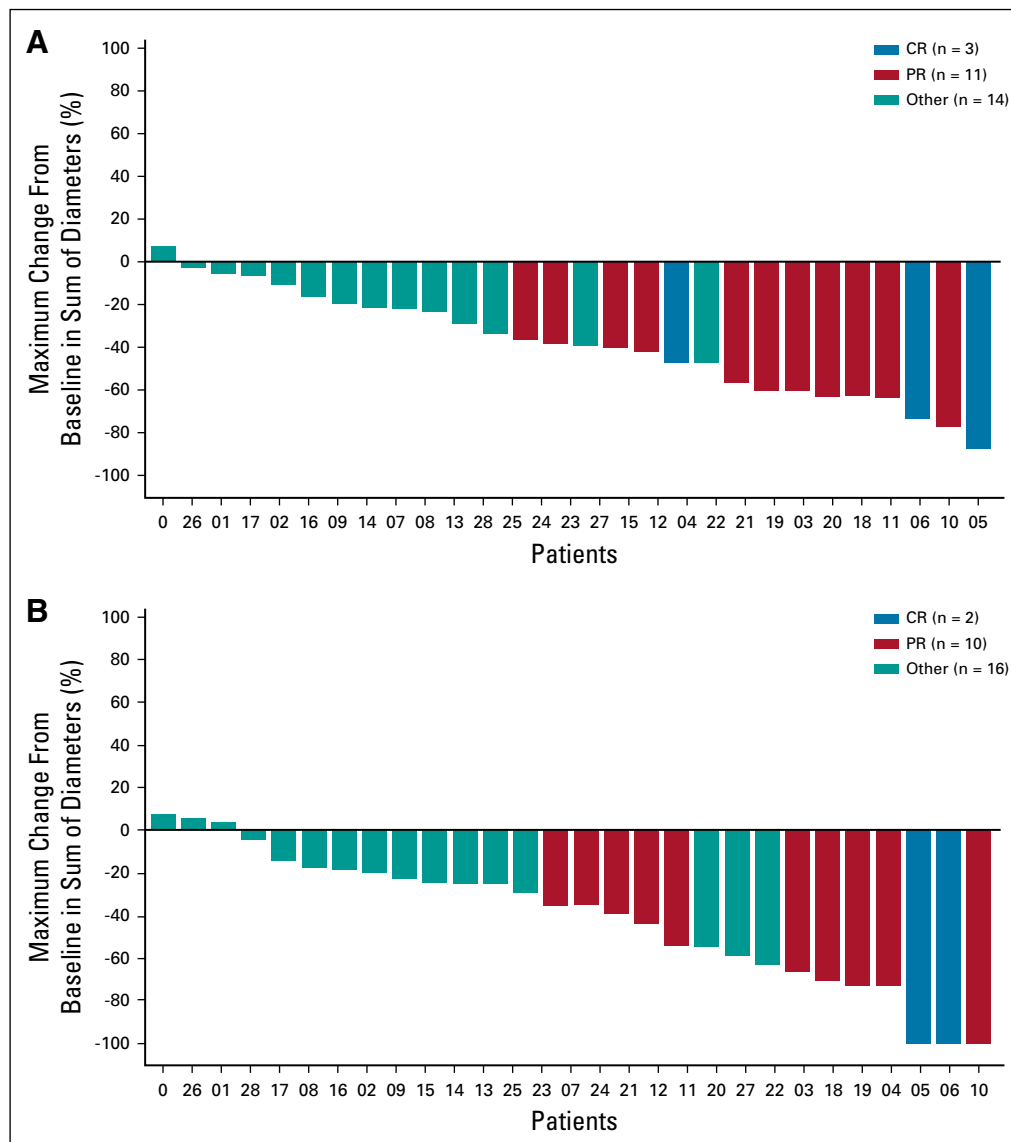 A
CR (n = 3)
PR (n = 11)
Other (n = 14)
Maximum Change From
Baseline in Sum of Diameters (%)
100
80
60
40
20
0
-20
-40
-60
-80
-100
0 26 01 17 02 16 09 14 07 08 13 28 25 24 23 27 15 12 04 22 21 19 03 20 18 11 06 10 05
Patients
B
CR (n = 2)
PR (n = 10)
Other (n = 16)
Maximum Change From
Baseline in Sum of Diameters (%)
100
80
60
40
20
0
-20
-40
-60
-80
-100
0 26 01 28 17 08 16 02 09 15 14 13 25 23 07 24 21 12 11 20 27 22 03 18 19 04 05 06 10
Patients